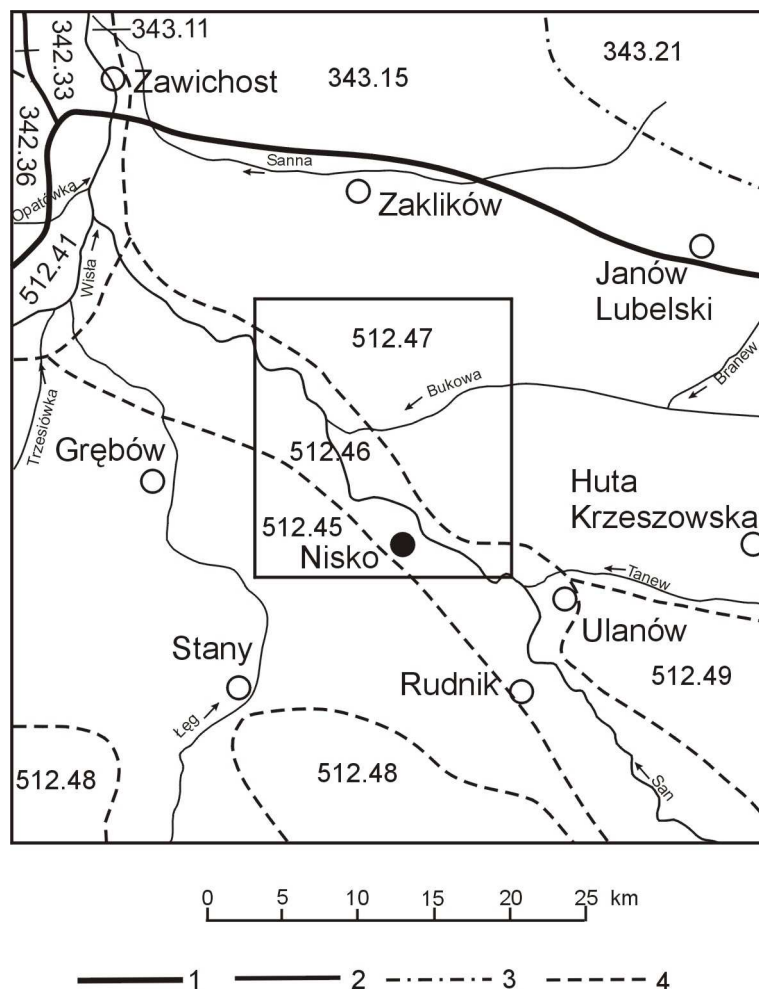 343.11
342.33
Zawichost
343.15
343.21
342.36
Sanna
Opatówka
Zaklików
512.41
Wisła
Janów
Lubelski
512.47
Branew
Bukowa
Trzesiówka
Grębów
512.46
Huta
Krzeszowska
512.45
Nisko
Tanew
Ulanów
Stany
Rudnik
512.49
Łęg
512.48
512.48
San
0 5 10 15 20 25 km
1 2 3 4